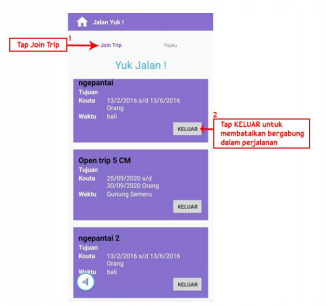 Jalan Yuk !
1
Tap Join Trip
Join Trip
Tripku
Yuk Jalan !
ngepantai
Tujuan
Kouta 13/2/2016 s/d 13/6/2016
Orang
Waktu bali
KELUAR
2
Tap KELUAR untuk
membatalkan bergabung
dalam perjalanan
Open trip 5 CM
Tujuan
Kouta 25/09/2020 s/d
30/09/2020 Orang
Waktu Gunung Semeru
KELUAR
ngepantai 2
Tujuan
Kouta 13/2/2016 s/d 13/6/2016
Orang
Waktu bali
KELUAR